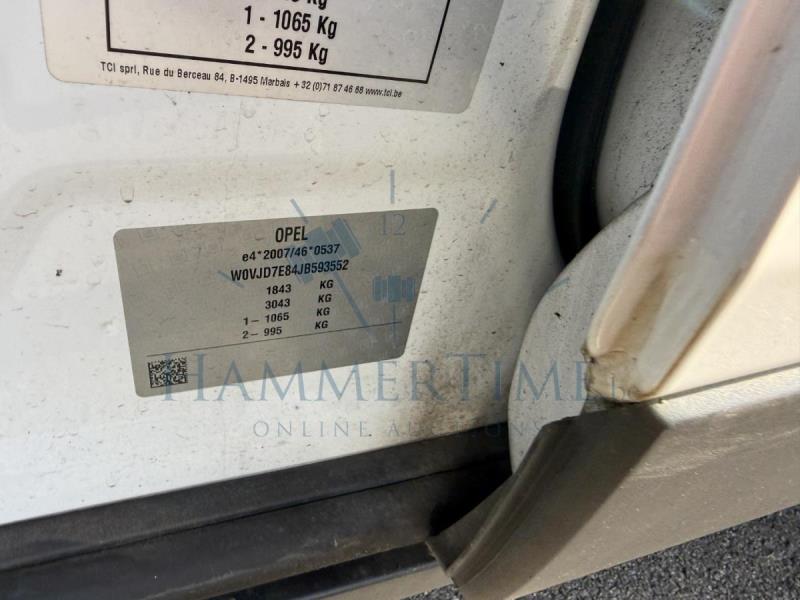 1 - 1065 Kg
2 - 995 Kg
TCI sprl, Rue du Berceau 84, B-1495 Marbais +32 (0)71 87 46 88 www.tci.be
OPEL
e4*2007/46*0537
W0VJD7E84JB593552
1843 KG
3043 KG
1 - 1065 KG
2 - 995 KG
12
HAMMERTIME
ONLINE AUCTIONS